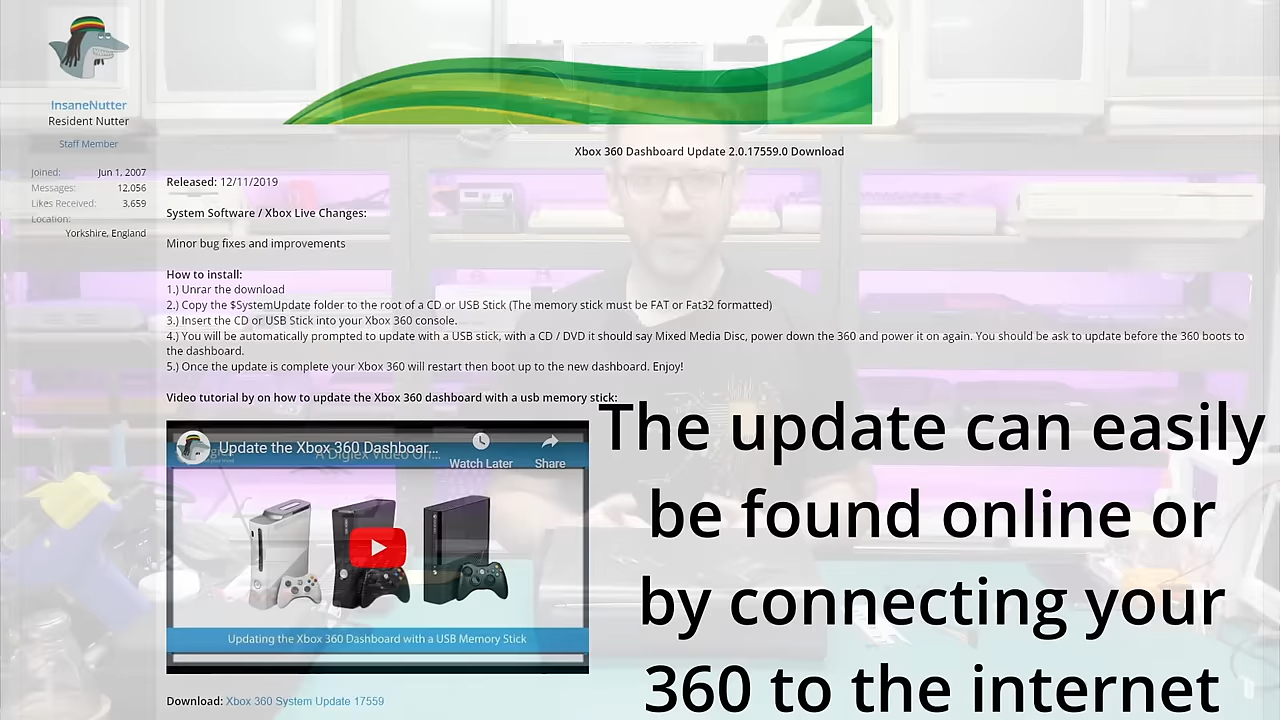 InsaneNutter
Resident Nutter
Staff Member
Joined: Jun 1, 2007
Messages: 12,056
Likes Received: 3,659
Location:
Yorkshire, England
Xbox 360 Dashboard Update 2.0.17559.0 Download
Released: 12/11/2019
System Software / Xbox Live Changes:
Minor bug fixes and improvements
How to install:
1.) Unrar the download
2.) Copy the $SystemUpdate folder to the root of a CD or USB Stick (The memory stick must be FAT or Fat32 formatted)
3.) Insert the CD or USB Stick into your Xbox 360 console.
4.) You will be automatically prompted to update with a USB stick, with a CD / DVD it should say Mixed Media Disc, power down the 360 and power it on again. You should be ask to update before the 360 boots to
the dashboard.
5.) Once the update is complete your Xbox 360 will restart then boot up to the new dashboard. Enjoy!
Video tutorial by on how to update the Xbox 360 dashboard with a usb memory stick:
Update the Xbox 360 Dashboar...
A Digiex Video On...
Watch Later
Share
Updating the Xbox 360 Dashboard with a USB Memory Stick
Download: Xbox 360 System Update 17559
The update can easily
be found online or
by connecting your
360 to the internet